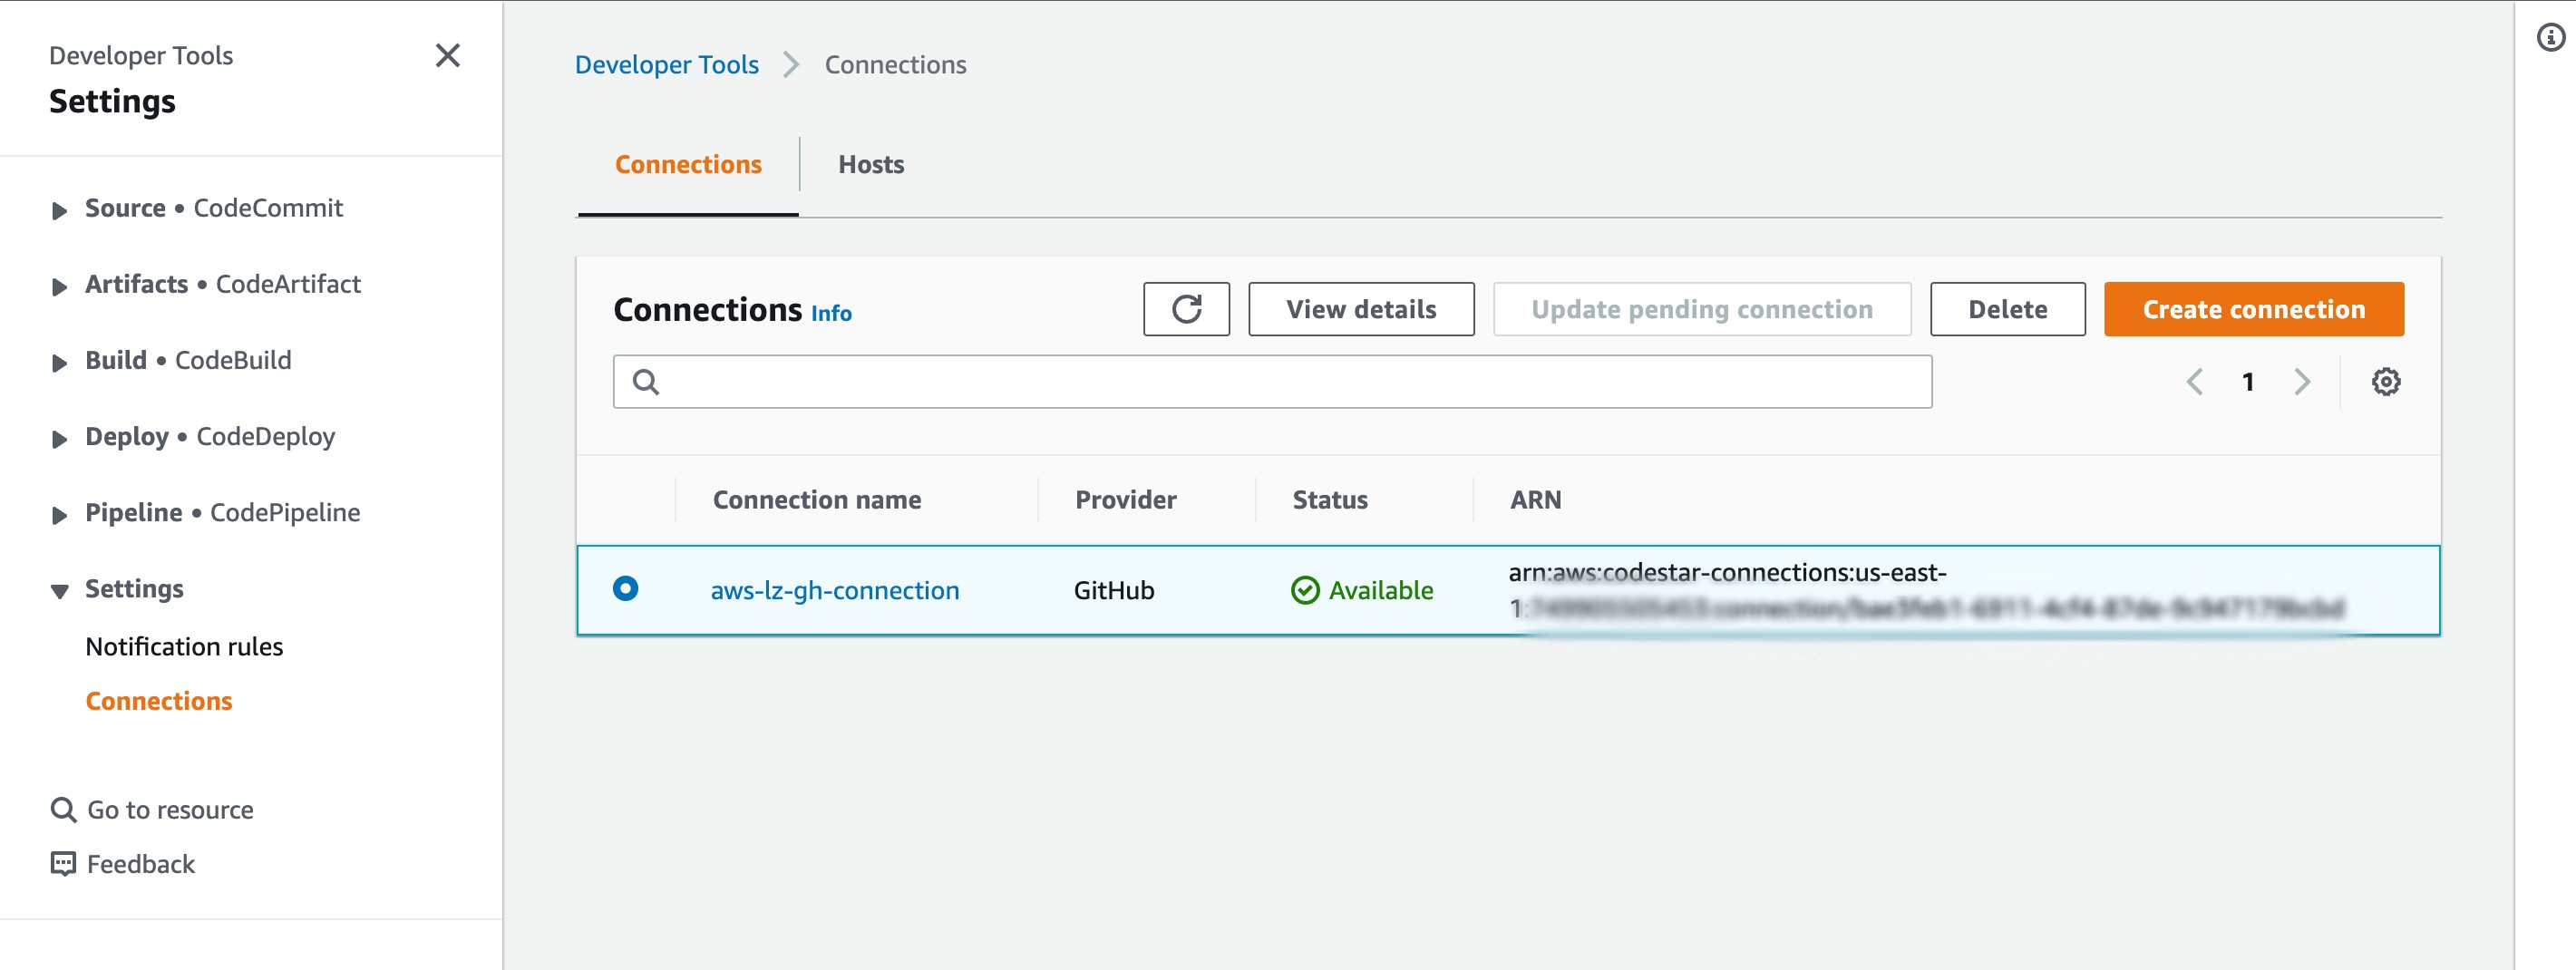 Developer Tools
Settings
Source • CodeCommit
Artifacts • CodeArtifact
Build • CodeBuild
Deploy • CodeDeploy
Pipeline • CodePipeline
Settings
Notification rules
Connections
Go to resource
Feedback
Developer Tools > Connections
Connections Hosts
Connections Info View details Update pending connection Delete Create connection
1
Connection name Provider Status ARN
aws-lz-gh-connection GitHub Available arn:aws:codestar-connections:us-east-
1: